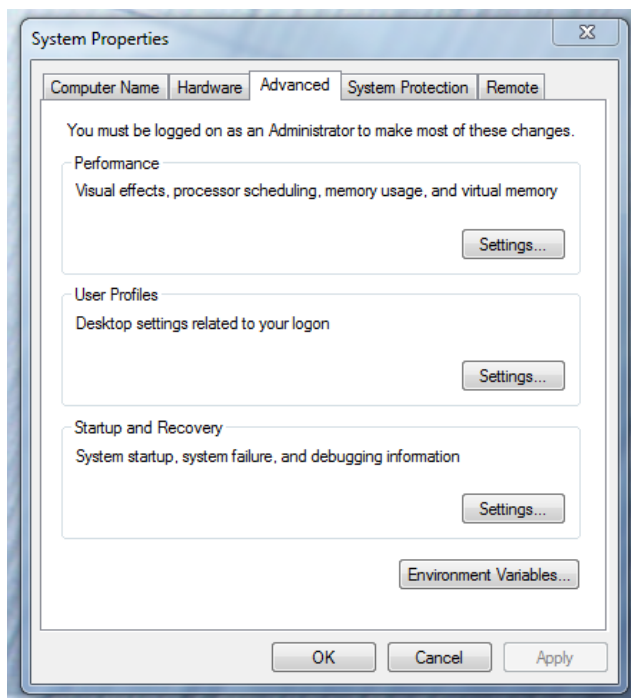 System Properties
Computer Name Hardware Advanced System Protection Remote
You must be logged on as an Administrator to make most of these changes.
Performance
Visual effects, processor scheduling, memory usage, and virtual memory
Settings...
User Profiles
Desktop settings related to your logon
Settings...
Startup and Recovery
System startup, system failure, and debugging information
Settings...
Environment Variables...
OK Cancel Apply